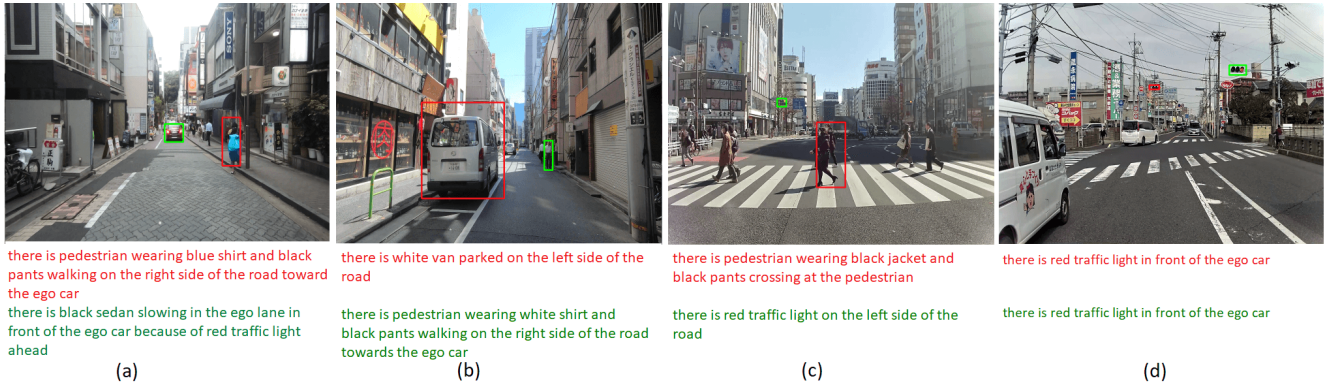 SONY
there is pedestrian wearing blue shirt and black
pants walking on the right side of the road toward
the ego car
there is black sedan slowing in the ego lane in
front of the ego car because of red traffic light
ahead
(a)
there is white van parked on the left side of the
road
there is pedestrian wearing white shirt and
black pants walking on the right side of the road
towards the ego car
(b)
there is pedestrian wearing black jacket and
black pants crossing at the pedestrian
there is red traffic light on the left side of the
road
(c)
there is red traffic light in front of the ego car
there is red traffic light in front of the ego car
(d)